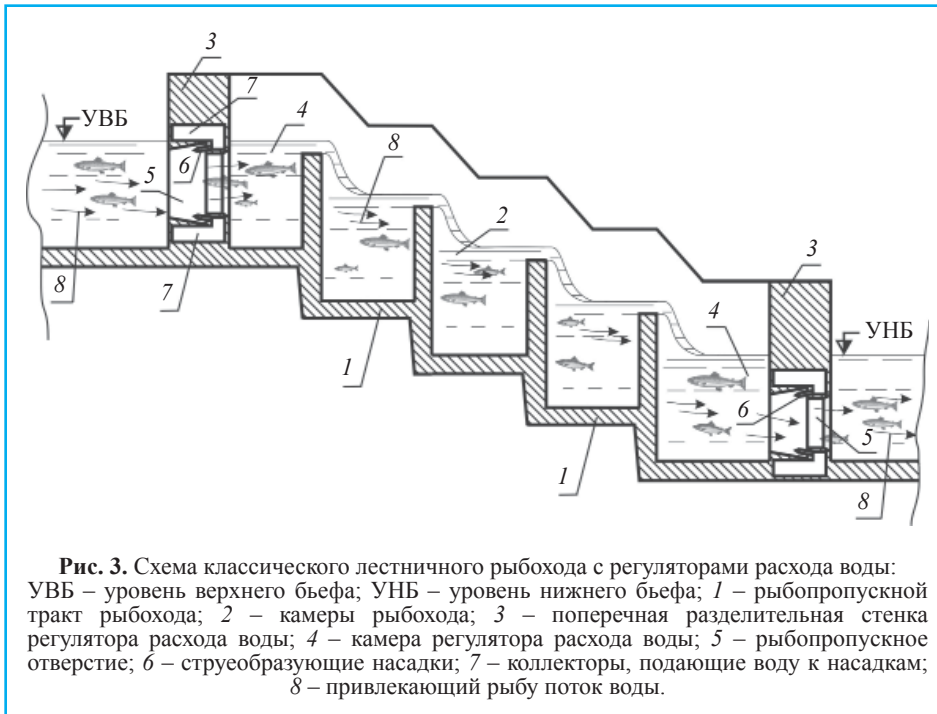 3
7
4
УВБ
8
6
5
2
3
8
7
4
УНБ
1
6
5
1
8
Рис. 3. Схема классического лестничного рыбохода с регуляторами расхода воды:
УВБ – уровень верхнего бьефа; УНБ – уровень нижнего бьефа; 1 – рыбопропускной
тракт рыбохода; 2 – камеры рыбохода; 3 – поперечная разделительная стенка
регулятора расхода воды; 4 – камера регулятора расхода воды; 5 – рыбопропускное
отверстие; 6 – струеобразующие насадки; 7 – коллекторы, подающие воду к насадкам;
8 – привлекающий рыбу поток воды.